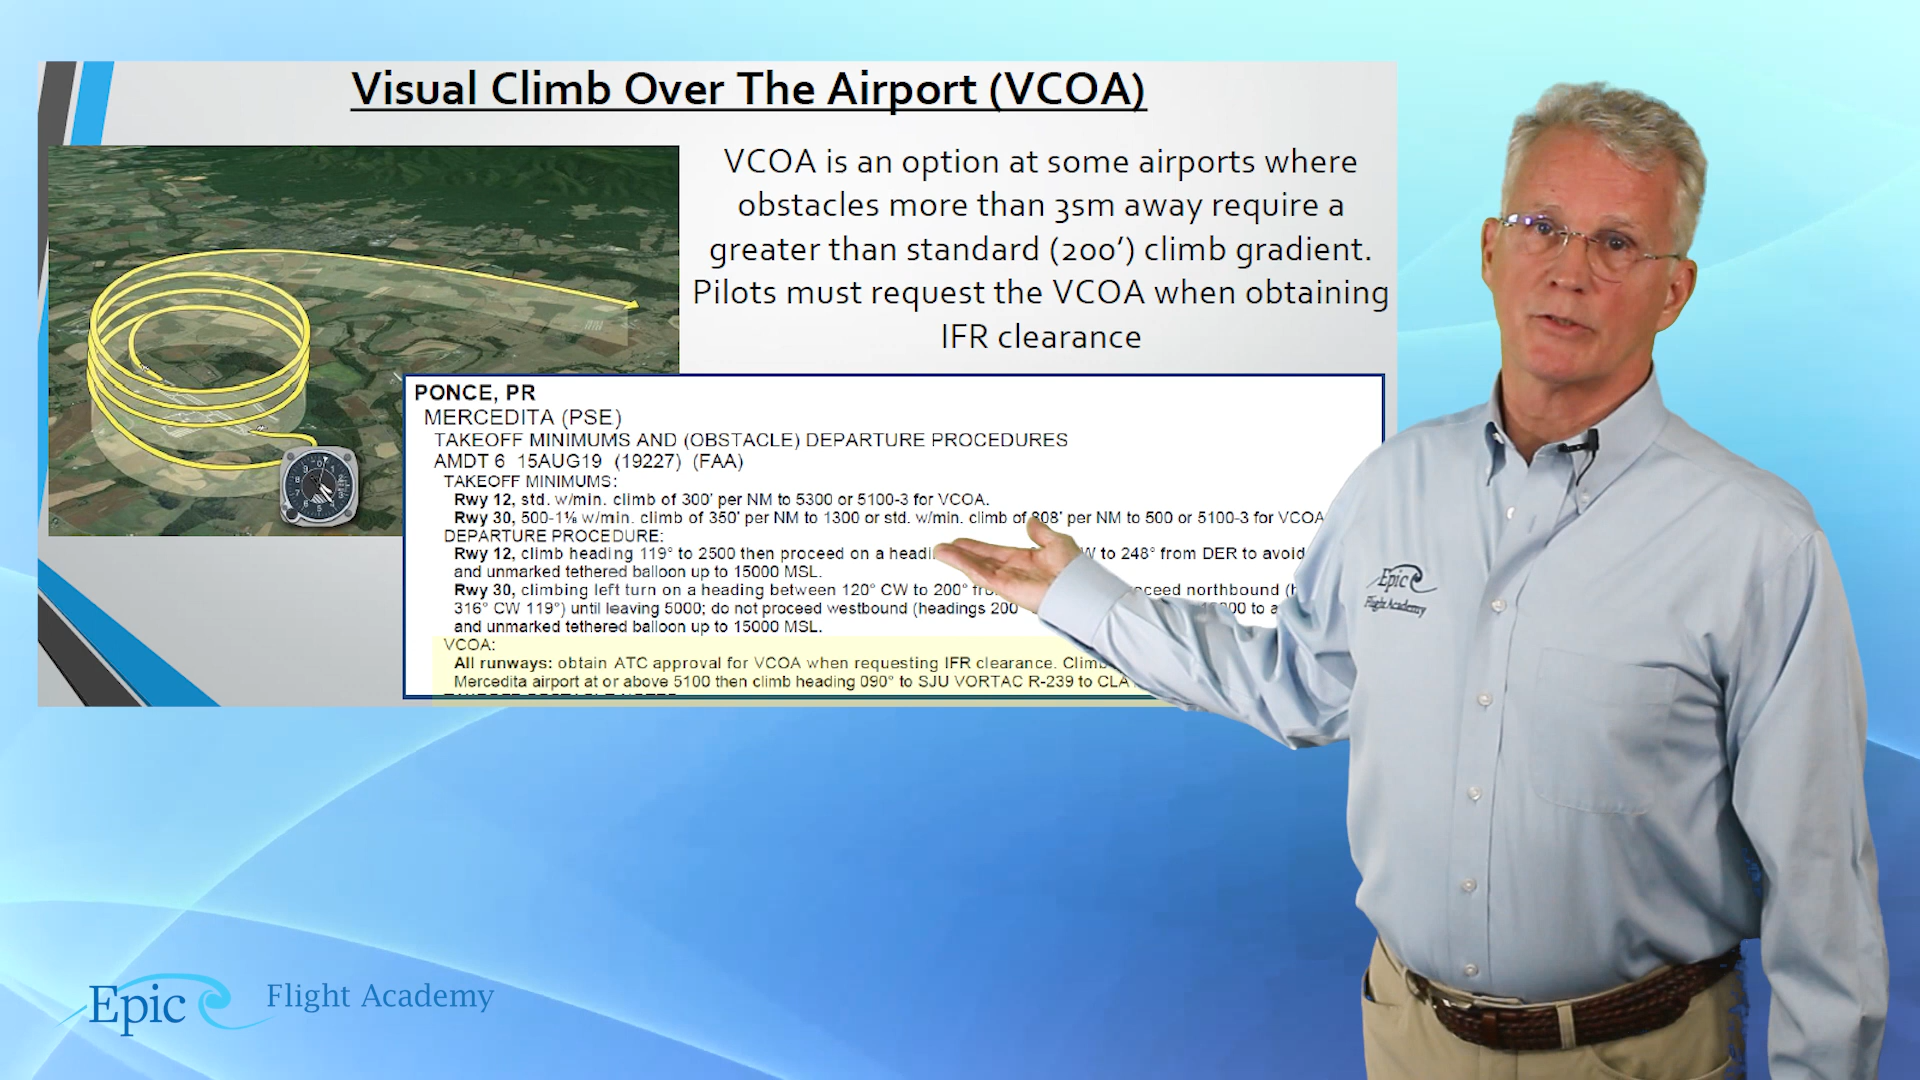 Visual Climb Over The Airport (VCOA)
VCOA is an option at some airports where
obstacles more than 3sm away require a
greater than standard (200') climb gradient.
Pilots must request the VCOA when obtaining
IFR clearance
PONCE, PR
MERCEDITA (PSE)
TAKEOFF MINIMUMS AND (OBSTACLE) DEPARTURE PROCEDURES
AMDT 6 15AUG19 (19227) (FAA)
TAKEOFF MINIMUMS:
Rwy 12, std. w/min. climb of 300' per NM to 5300 or 5100-3 for VCOA.
Rwy 30, 500-1⅛ w/min. climb of 350' per NM to 1300 or std. w/min. climb of 808' per NM to 500 or 5100-3 for VCOA
DEPARTURE PROCEDURE:
Rwy 12, climb heading 119° to 2500 then proceed on a to 248° from DER to avoid
and unmarked tethered balloon up to 15000 MSL.
Rwy 30, climbing left turn on a heading between 120° CW to 200° northbound
316° CW 119°) until leaving 5000; do not proceed westbound (headings 200 to
and unmarked tethered balloon up to 15000 MSL.
VCOA:
All runways: obtain ATC approval for VCOA when requesting IFR clearance. Climb
Mercedita airport at or above 5100 then climb heading 090° to SJU VORTAC R-239 to
Epic
Flight Academy
Epic Flight Academy